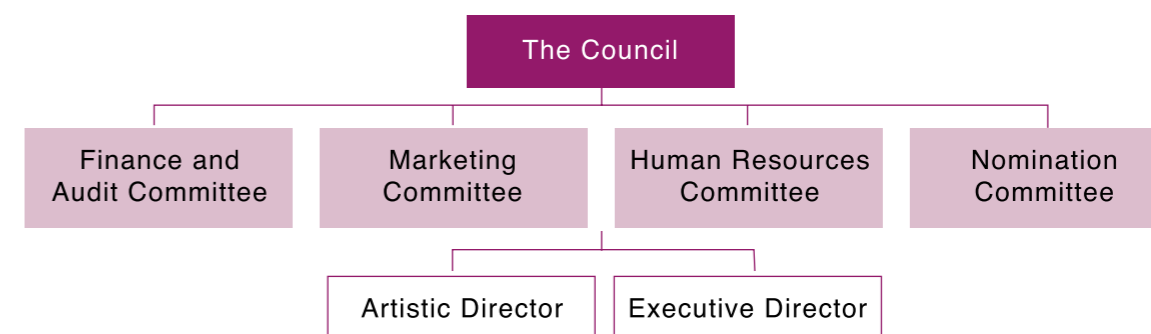 The Council
Finance and
Audit Committee
Marketing
Committee
Human Resources
Committee
Nomination
Committee
Artistic Director
Executive Director